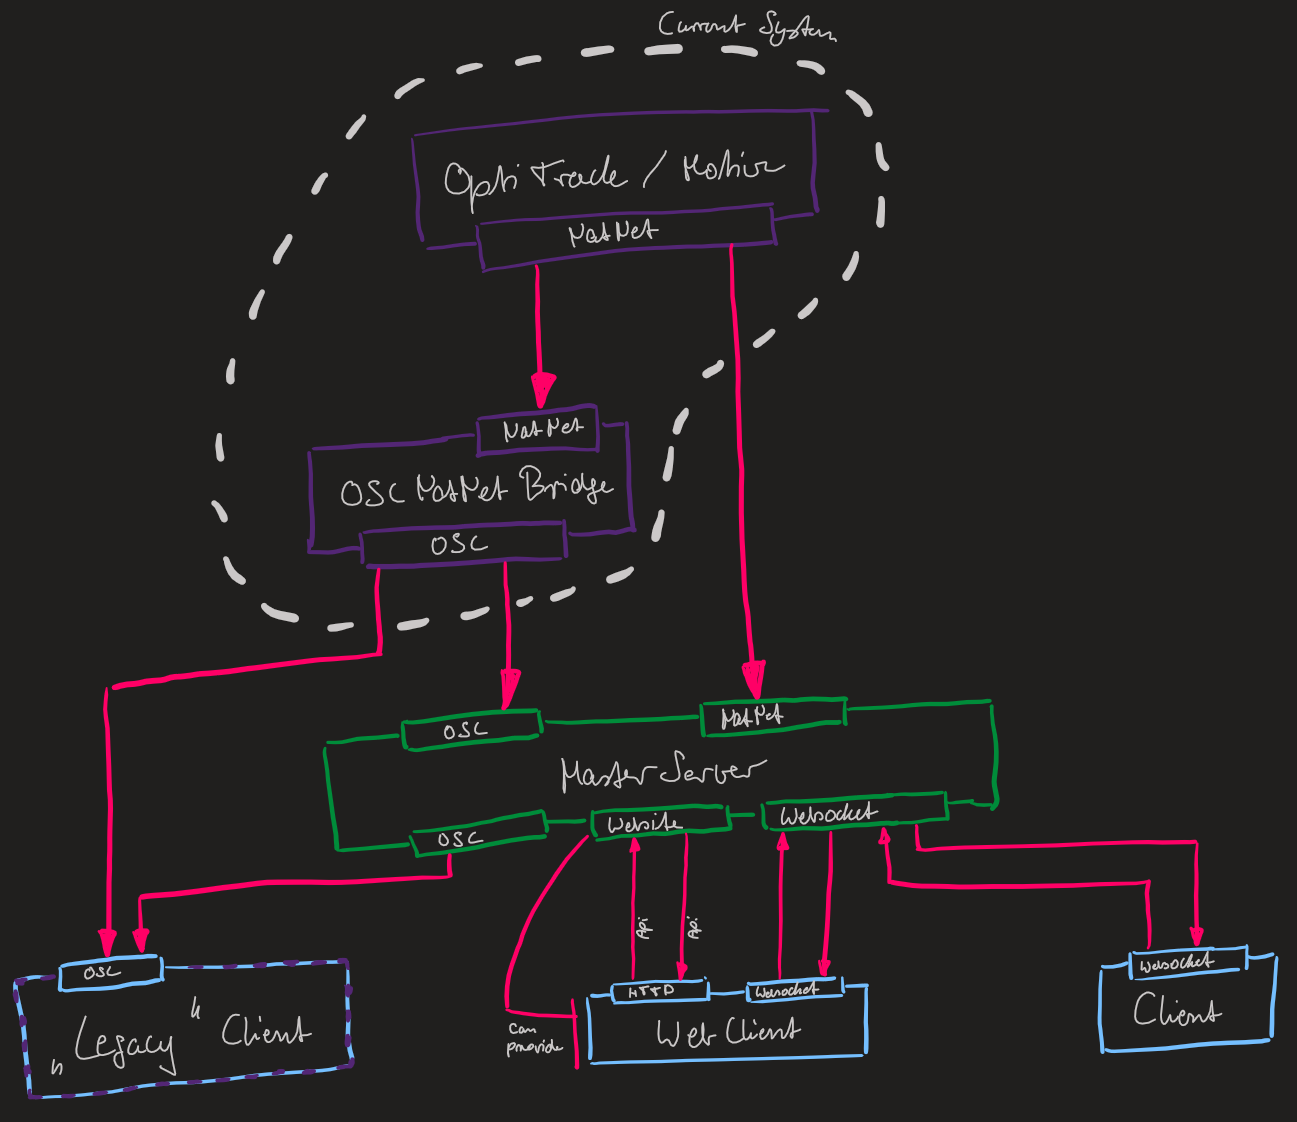 Current System
OptiTrack / Motive
NatNet
NatNet
OSC NatNet Bridge
OSC
OSC
NatNet
Master Server
OSC
Website
Websocket
Api
Api
OSC
"Legacy" Client
Can
provide
HTTP
Websocket
Web Client
Websocket
Client